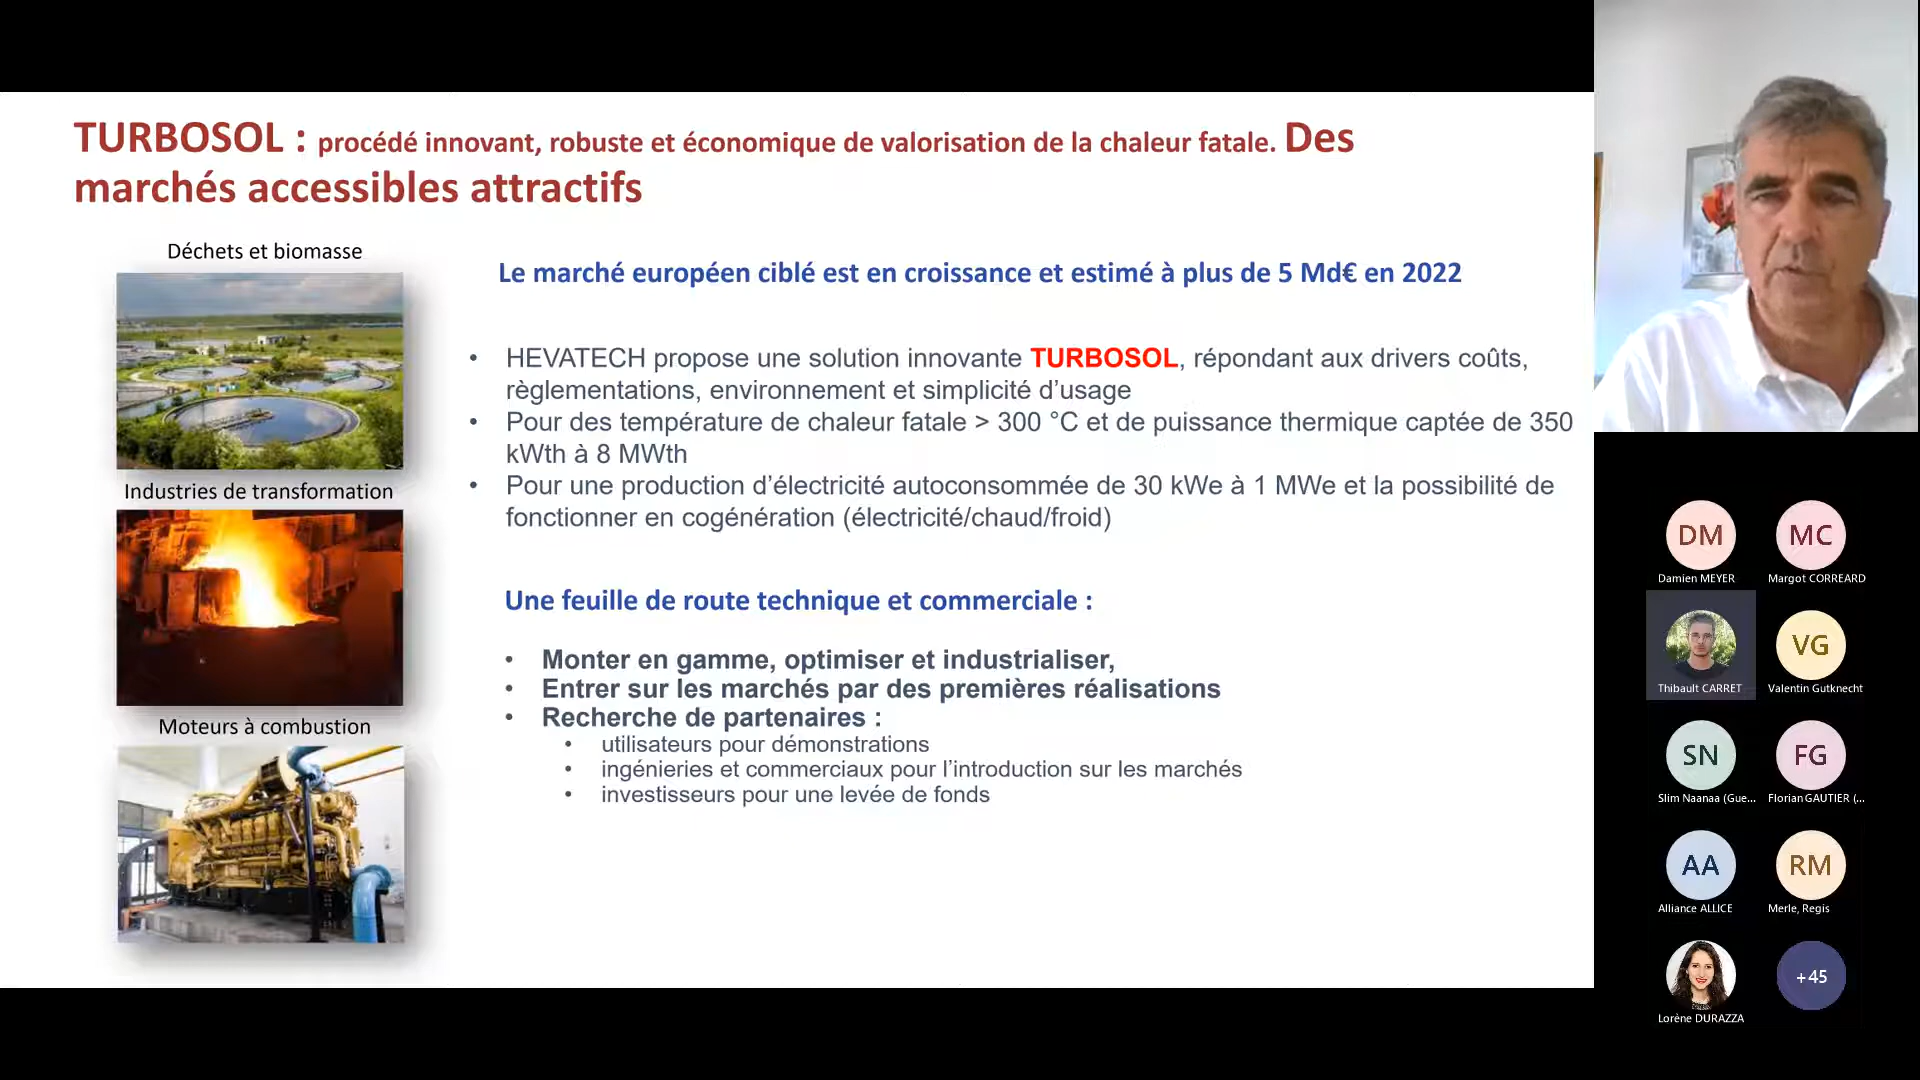 TURBOSOL : procédé innovant, robuste et économique de valorisation de la chaleur fatale. Des
marchés accessibles attractifs
Déchets et biomasse
Industries de transformation
Moteurs à combustion
Le marché européen ciblé est en croissance et estimé à plus de 5 Md€ en 2022
• HEVATECH propose une solution innovante TURBOSOL, répondant aux drivers coûts,
règlementations, environnement et simplicité d’usage
• Pour des température de chaleur fatale > 300 °C et de puissance thermique captée de 350
kWth à 8 MWth
• Pour une production d’électricité autoconsommée de 30 kWe à 1 MWe et la possibilité de
fonctionner en cogénération (électricité/chaud/froid)
Une feuille de route technique et commerciale :
• Monter en gamme, optimiser et industrialiser,
• Entrer sur les marchés par des premières réalisations
• Recherche de partenaires :
• utilisateurs pour démonstrations
• ingénieries et commerciaux pour l’introduction sur les marchés
• investisseurs pour une levée de fonds
DM
Damien MEYER
MC
Margot CORREARD
Thibault CARRET
VG
Valentin Gutknecht
SN
Slim Naanaa (Gue...
FG
Florian GAUTIER (...
AA
Alliance ALLICE
RM
Merle, Regis
Lorène DURAZZA
+45